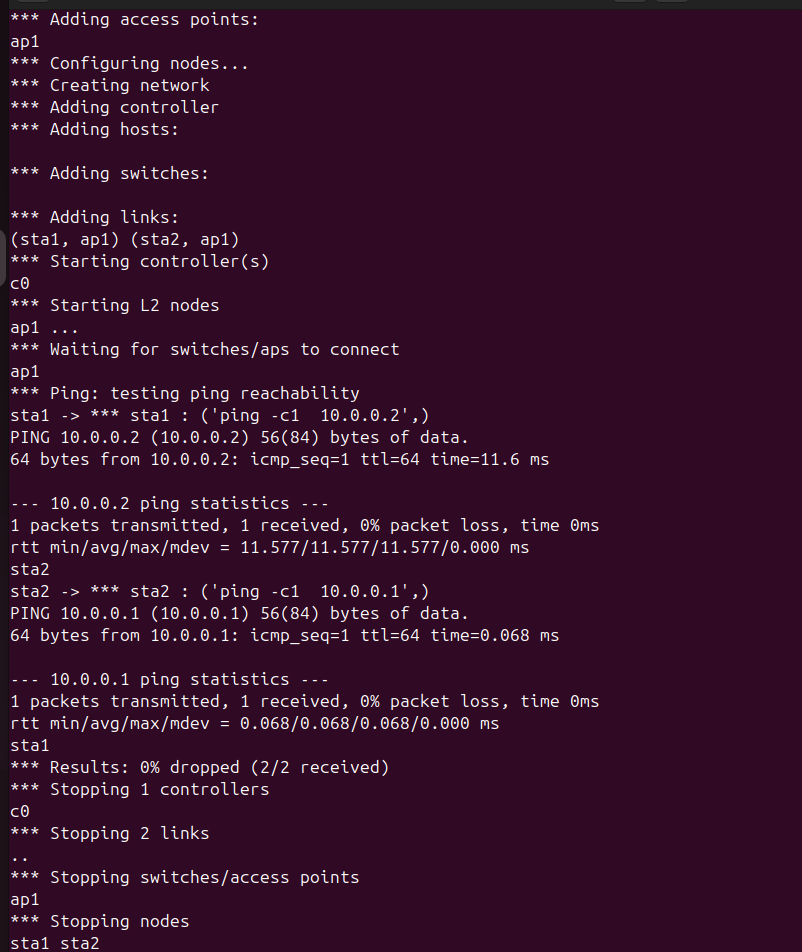 *** Adding access points:
ap1
*** Configuring nodes...
*** Creating network
*** Adding controller
*** Adding hosts:

*** Adding switches:

*** Adding links:
(sta1, ap1) (sta2, ap1)
*** Starting controller(s)
c0
*** Starting L2 nodes
ap1 ...
*** Waiting for switches/aps to connect
ap1
*** Ping: testing ping reachability
sta1 -> *** sta1 : ('ping -c1  10.0.0.2',)
PING 10.0.0.2 (10.0.0.2) 56(84) bytes of data.
64 bytes from 10.0.0.2: icmp_seq=1 ttl=64 time=11.6 ms

--- 10.0.0.2 ping statistics ---
1 packets transmitted, 1 received, 0% packet loss, time 0ms
rtt min/avg/max/mdev = 11.577/11.577/11.577/0.000 ms
sta2
sta2 -> *** sta2 : ('ping -c1  10.0.0.1',)
PING 10.0.0.1 (10.0.0.1) 56(84) bytes of data.
64 bytes from 10.0.0.1: icmp_seq=1 ttl=64 time=0.068 ms

--- 10.0.0.1 ping statistics ---
1 packets transmitted, 1 received, 0% packet loss, time 0ms
rtt min/avg/max/mdev = 0.068/0.068/0.068/0.000 ms
sta1
*** Results: 0% dropped (2/2 received)
*** Stopping 1 controllers
c0
*** Stopping 2 links
..
*** Stopping switches/access points
ap1
*** Stopping nodes
sta1 sta2